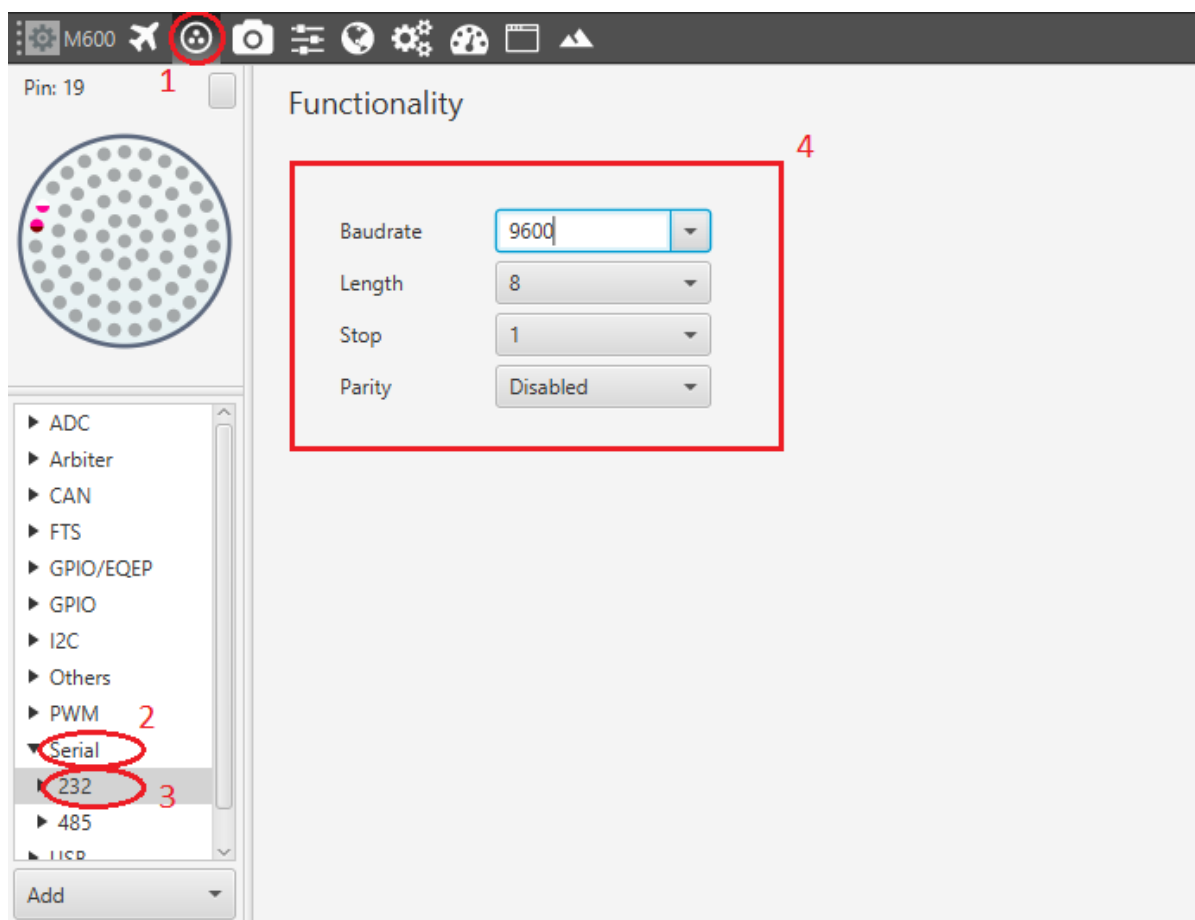 M600
1
Pin: 19
Functionality
4
Baudrate
9600
Length
8
Stop
1
Parity
Disabled
ADC
Arbiter
CAN
FTS
GPIO/EQEP
GPIO
I2C
Others
PWM
2
Serial
232
3
485
USB
Add